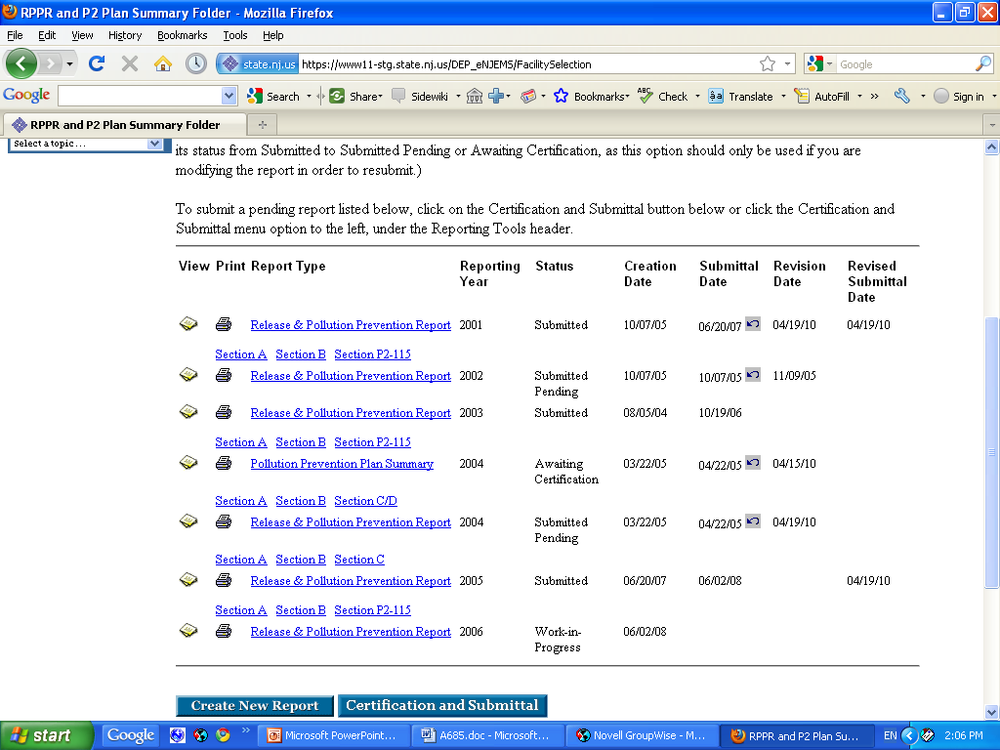 RPPR and P2 Plan Summary Folder - Mozilla Firefox
File Edit View History Bookmarks Tools Help
state.nj.us https://www11-stg.state.nj.us/DEP_eNJEMS/FacilitySelection Google
Google Search Share Sidewiki Bookmarks ABC Check Translate AutoFill » Sign in
RPPR and P2 Plan Summary Folder
Select a topic...
its status from Submitted to Submitted Pending or Awaiting Certification, as this option should only be used if you are
modifying the report in order to resubmit.)
To submit a pending report listed below, click on the Certification and Submittal button below or click the Certification and
Submittal menu option to the left, under the Reporting Tools header.
View Print Report Type Reporting Status Creation Submittal Revision Revised
Year Date Date Date Submittal
Date
Release & Pollution Prevention Report 2001 Submitted 10/07/05 06/20/07 04/19/10 04/19/10
Section A Section B Section P2-115
Release & Pollution Prevention Report 2002 Submitted 10/07/05 10/07/05 11/09/05
Pending
Release & Pollution Prevention Report 2003 Submitted 08/05/04 10/19/06
Section A Section B Section P2-115
Pollution Prevention Plan Summary 2004 Awaiting 03/22/05 04/22/05 04/15/10
Certification
Section A Section B Section C/D
Release & Pollution Prevention Report 2004 Submitted 03/22/05 04/22/05 04/19/10
Pending
Section A Section B Section C
Release & Pollution Prevention Report 2005 Submitted 06/20/07 06/02/08 04/19/10
Section A Section B Section P2-115
Release & Pollution Prevention Report 2006 Work-in- 06/02/08
Progress
Create New Report Certification and Submittal
start Google » Microsoft PowerPoint... A685.doc - Microsoft... Novell GroupWise - M... RPPR and P2 Plan Su... EN 2:06 PM